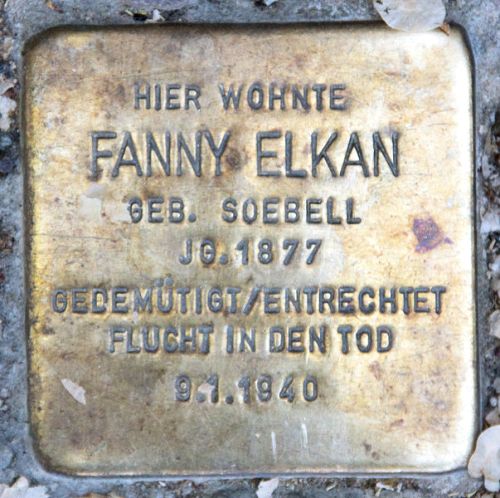 HIER WOHNTE
FANNY ELKAN
GEB. SOEBELL
JG. 1877
GEDEMÜTIGT/ENTRECHTET
FLUCHT IN DEN TOD
9.1.1940